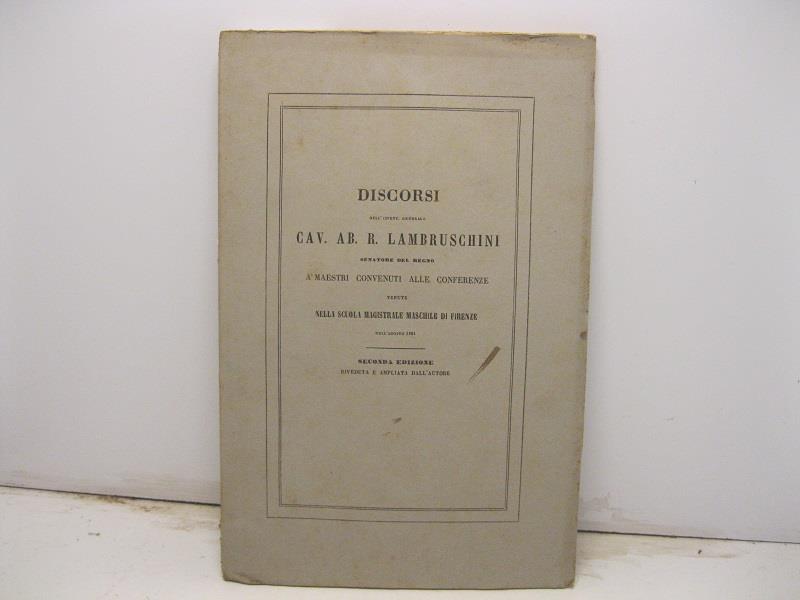 DISCORSI
DELL'ISPETT. GENERALE
CAV. AB. R. LAMBRUSCHINI
SENATORE DEL REGNO
A' MAESTRI CONVENUTI ALLE CONFERENZE
TENUTE
NELLA SCUOLA MAGISTRALE MASCHILE DI FIRENZE
NELL'AGOSTO 1861
SECONDA EDIZIONE
RIVEDUTA E AMPLIATA DALL'AUTORE